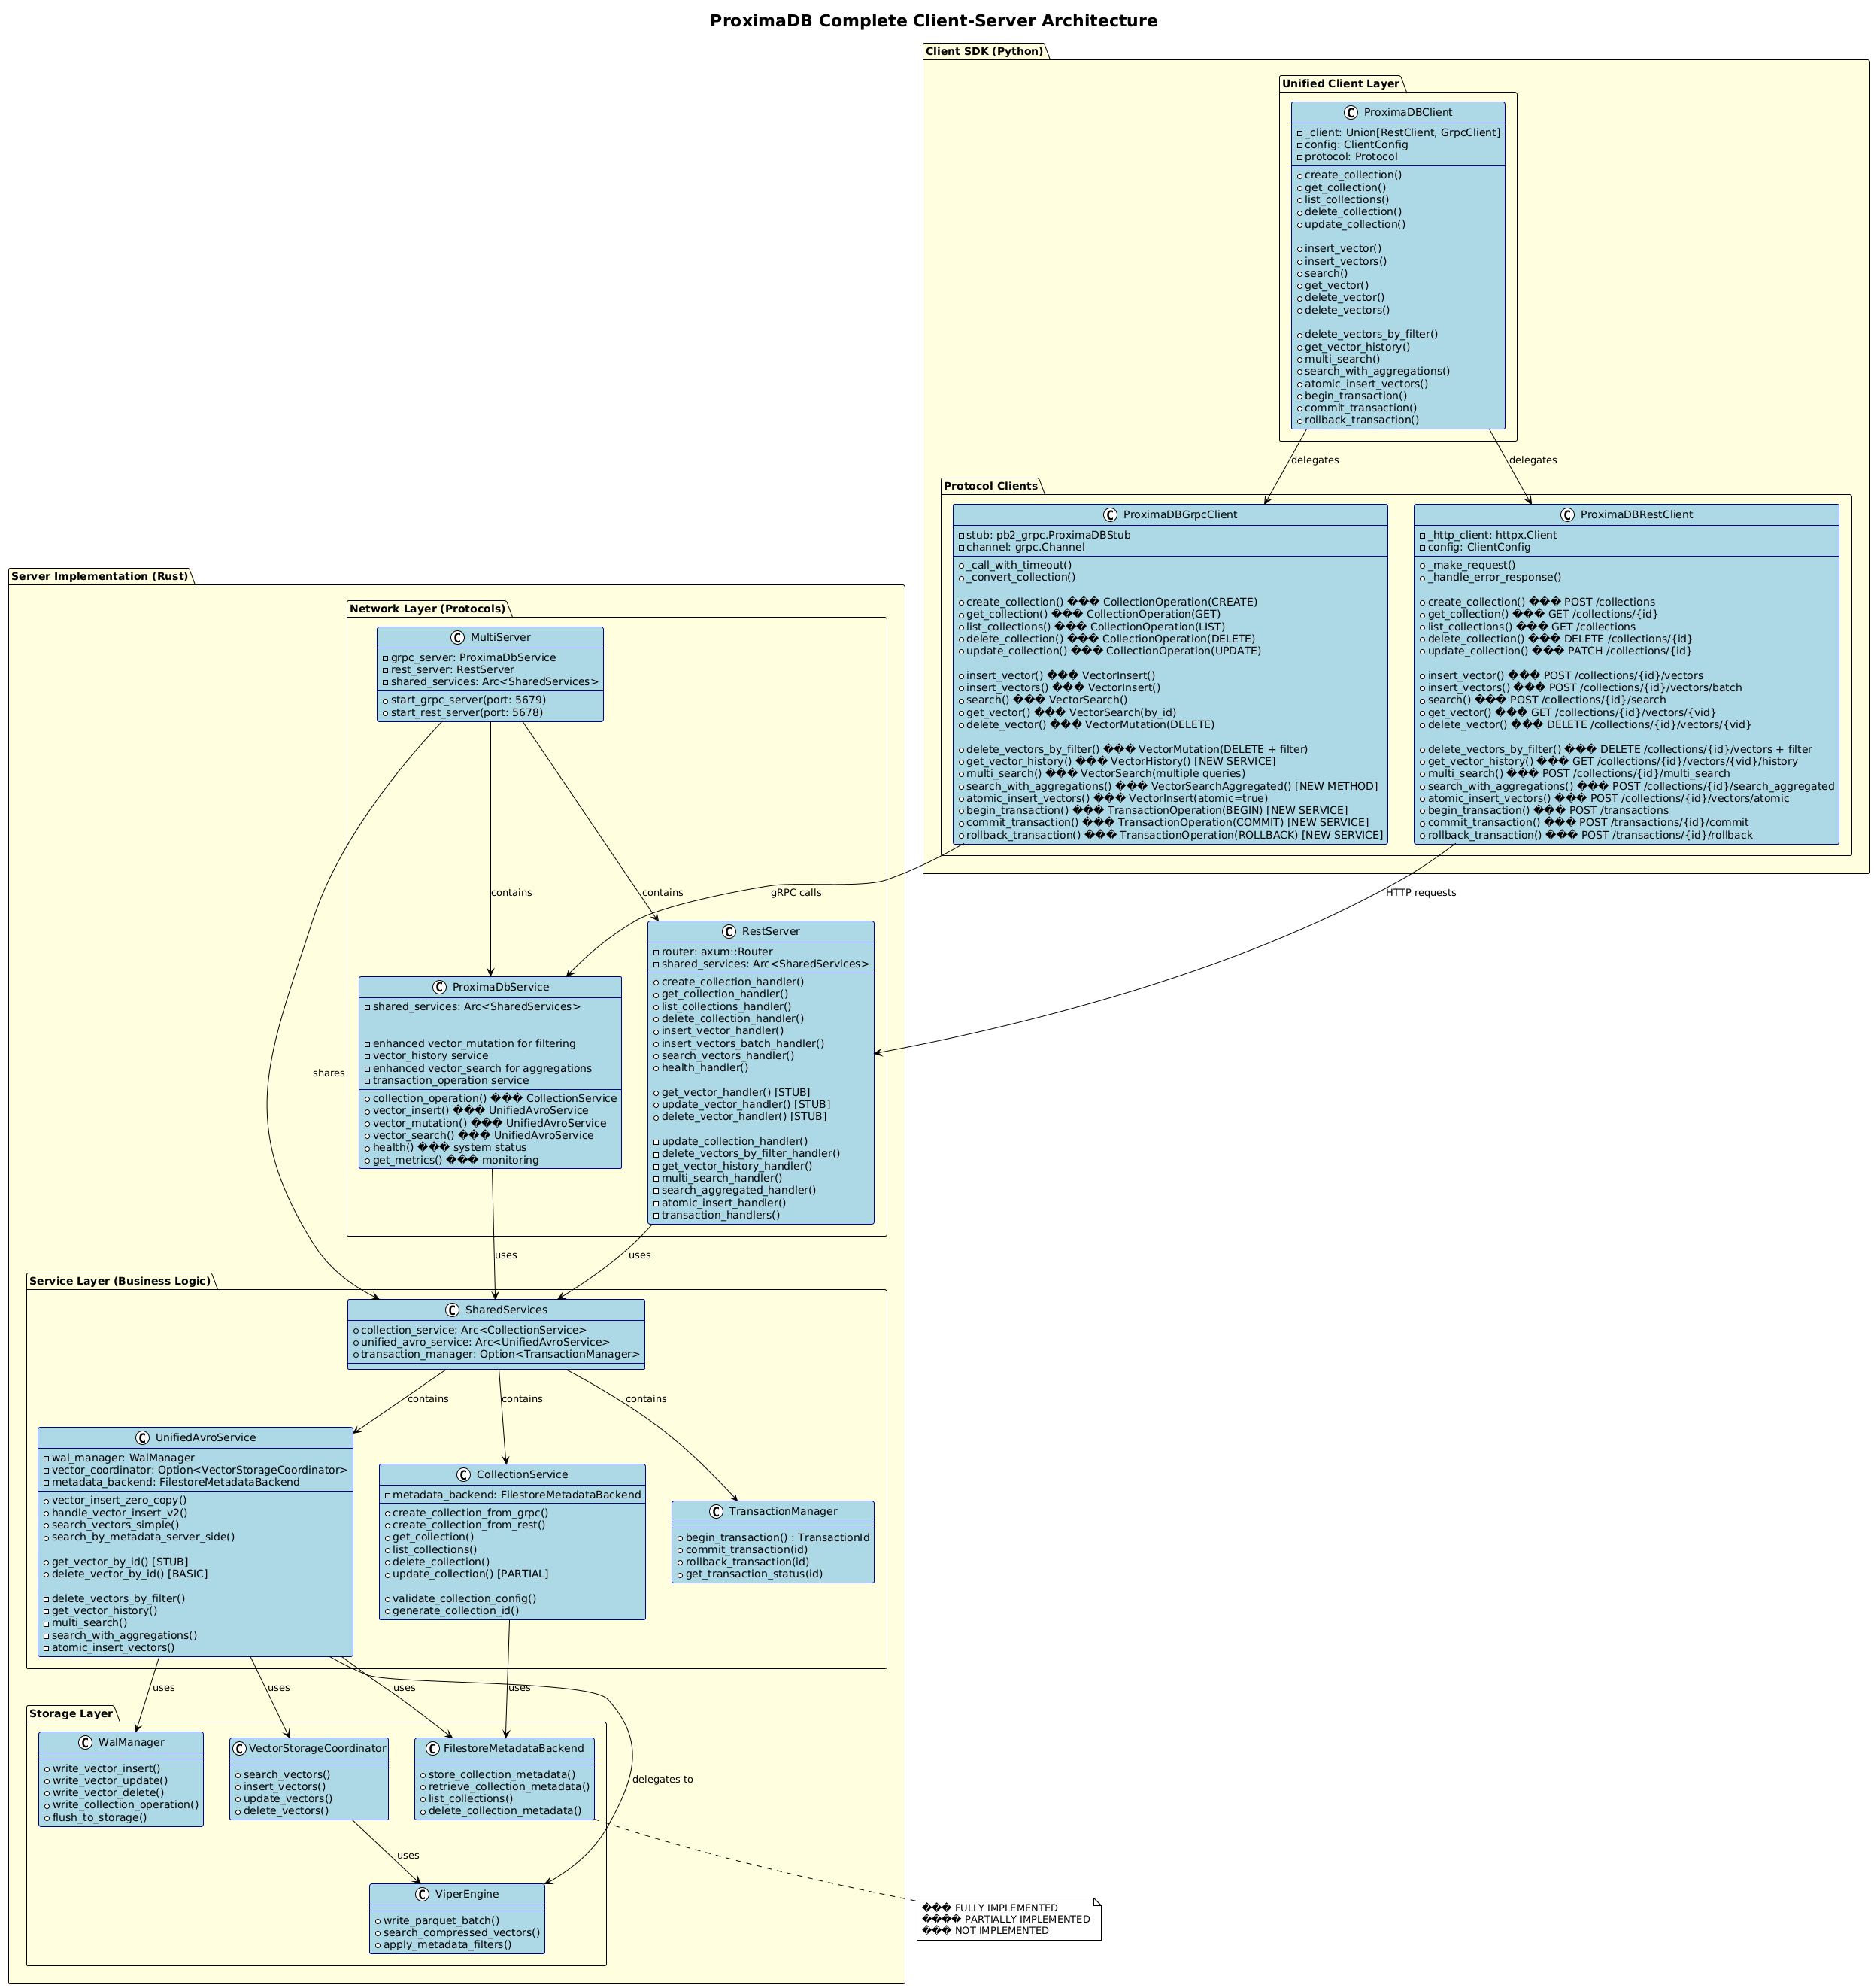 ProximaDB Complete Client-Server Architecture
Client SDK (Python)
Unified Client Layer
C ProximaDBClient
_client: Union[RestClient, GrpcClient]
config: ClientConfig
protocol: Protocol
create_collection()
get_collection()
list_collections()
delete_collection()
update_collection()
insert_vector()
insert_vectors()
search()
get_vector()
delete_vector()
delete_vectors()
delete_vectors_by_filter()
get_vector_history()
multi_search()
search_with_aggregations()
atomic_insert_vectors()
begin_transaction()
commit_transaction()
rollback_transaction()
delegates
delegates
Protocol Clients
C ProximaDBGrpcClient
stub: pb2_grpc.ProximaDBStub
channel: grpc.Channel
_call_with_timeout()
_convert_collection()
create_collection() ��� CollectionOperation(CREATE)
get_collection() ��� CollectionOperation(GET)
list_collections() ��� CollectionOperation(LIST)
delete_collection() ��� CollectionOperation(DELETE)
update_collection() ��� CollectionOperation(UPDATE)
insert_vector() ��� VectorInsert()
insert_vectors() ��� VectorInsert()
search() ��� VectorSearch()
get_vector() ��� VectorSearch(by_id)
delete_vector() ��� VectorMutation(DELETE)
delete_vectors_by_filter() ��� VectorMutation(DELETE + filter)
get_vector_history() ��� VectorHistory() [NEW SERVICE]
multi_search() ��� VectorSearch(multiple queries)
search_with_aggregations() ��� VectorSearchAggregated() [NEW METHOD]
atomic_insert_vectors() ��� VectorInsert(atomic=true)
begin_transaction() ��� TransactionOperation(BEGIN) [NEW SERVICE]
commit_transaction() ��� TransactionOperation(COMMIT) [NEW SERVICE]
rollback_transaction() ��� TransactionOperation(ROLLBACK) [NEW SERVICE]
C ProximaDBRestClient
_http_client: httpx.Client
config: ClientConfig
_make_request()
_handle_error_response()
create_collection() ��� POST /collections
get_collection() ��� GET /collections/{id}
list_collections() ��� GET /collections
delete_collection() ��� DELETE /collections/{id}
update_collection() ��� PATCH /collections/{id}
insert_vector() ��� POST /collections/{id}/vectors
insert_vectors() ��� POST /collections/{id}/vectors/batch
search() ��� POST /collections/{id}/search
get_vector() ��� GET /collections/{id}/vectors/{vid}
delete_vector() ��� DELETE /collections/{id}/vectors/{vid}
delete_vectors_by_filter() ��� DELETE /collections/{id}/vectors + filter
get_vector_history() ��� GET /collections/{id}/vectors/{vid}/history
multi_search() ��� POST /collections/{id}/multi_search
search_with_aggregations() ��� POST /collections/{id}/search_aggregated
atomic_insert_vectors() ��� POST /collections/{id}/vectors/atomic
begin_transaction() ��� POST /transactions
commit_transaction() ��� POST /transactions/{id}/commit
rollback_transaction() ��� POST /transactions/{id}/rollback
gRPC calls
HTTP requests
Server Implementation (Rust)
Network Layer (Protocols)
C MultiServer
grpc_server: ProximaDbService
rest_server: RestServer
shared_services: Arc<SharedServices>
start_grpc_server(port: 5679)
start_rest_server(port: 5678)
contains
contains
shares
C ProximaDbService
shared_services: Arc<SharedServices>
enhanced vector_mutation for filtering
vector_history service
enhanced vector_search for aggregations
transaction_operation service
collection_operation() ��� CollectionService
vector_insert() ��� UnifiedAvroService
vector_mutation() ��� UnifiedAvroService
vector_search() ��� UnifiedAvroService
health() ��� system status
get_metrics() ��� monitoring
C RestServer
router: axum::Router
shared_services: Arc<SharedServices>
create_collection_handler()
get_collection_handler()
list_collections_handler()
delete_collection_handler()
insert_vector_handler()
insert_vectors_batch_handler()
search_vectors_handler()
health_handler()
get_vector_handler() [STUB]
update_vector_handler() [STUB]
delete_vector_handler() [STUB]
update_collection_handler()
delete_vectors_by_filter_handler()
get_vector_history_handler()
multi_search_handler()
search_aggregated_handler()
atomic_insert_handler()
transaction_handlers()
uses
uses
Service Layer (Business Logic)
C SharedServices
collection_service: Arc<CollectionService>
unified_avro_service: Arc<UnifiedAvroService>
transaction_manager: Option<TransactionManager>
contains
contains
contains
C UnifiedAvroService
wal_manager: WalManager
vector_coordinator: Option<VectorStorageCoordinator>
metadata_backend: FilestoreMetadataBackend
vector_insert_zero_copy()
handle_vector_insert_v2()
search_vectors_simple()
search_by_metadata_server_side()
get_vector_by_id() [STUB]
delete_vector_by_id() [BASIC]
delete_vectors_by_filter()
get_vector_history()
multi_search()
search_with_aggregations()
atomic_insert_vectors()
C CollectionService
metadata_backend: FilestoreMetadataBackend
create_collection_from_grpc()
create_collection_from_rest()
get_collection()
list_collections()
delete_collection()
update_collection() [PARTIAL]
validate_collection_config()
generate_collection_id()
C TransactionManager
begin_transaction() : TransactionId
commit_transaction(id)
rollback_transaction(id)
get_transaction_status(id)
uses
uses
uses
uses
delegates to
Storage Layer
C WalManager
write_vector_insert()
write_vector_update()
write_vector_delete()
write_collection_operation()
flush_to_storage()
C VectorStorageCoordinator
search_vectors()
insert_vectors()
update_vectors()
delete_vectors()
C FilestoreMetadataBackend
store_collection_metadata()
retrieve_collection_metadata()
list_collections()
delete_collection_metadata()
uses
C ViperEngine
write_parquet_batch()
search_compressed_vectors()
apply_metadata_filters()
��� FULLY IMPLEMENTED
���� PARTIALLY IMPLEMENTED
��� NOT IMPLEMENTED